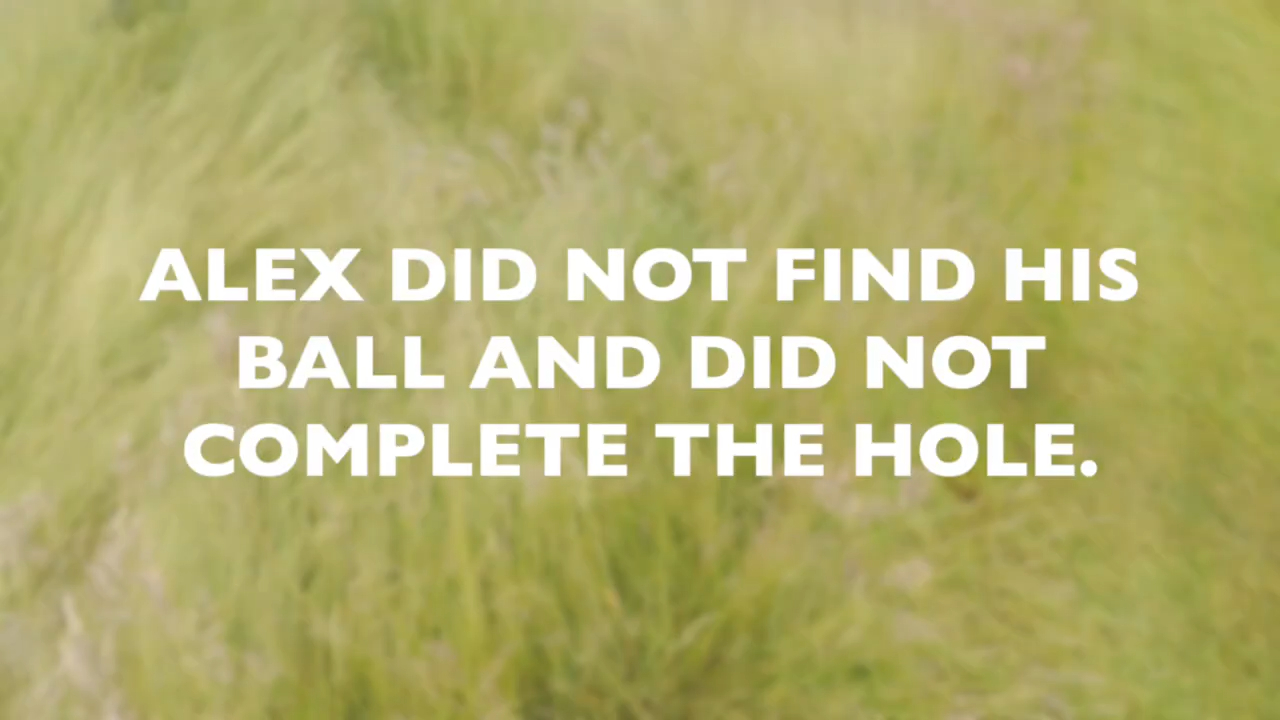 ALEX DID NOT FIND HIS
BALL AND DID NOT
COMPLETE THE HOLE.